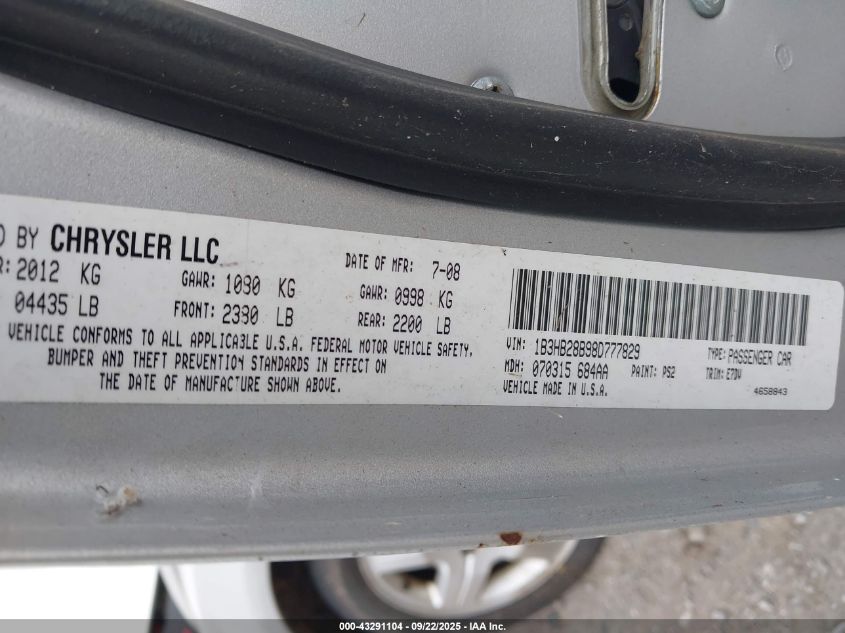 D BY CHRYSLER LLC
R: 2012 KG GAWR: 1080 KG DATE OF MFR: 7-08
04435 LB FRONT: 2380 LB GAWR: 0998 KG
REAR: 2200 LB
VEHICLE CONFORMS TO ALL APPLICABLE U.S.A. FEDERAL MOTOR VEHICLE SAFETY,
BUMPER AND THEFT PREVENTION STANDARDS IN EFFECT ON
THE DATE OF MANUFACTURE SHOWN ABOVE.
VIN: 1B3HB28B98D777829 TYPE: PASSENGER CAR
MDH: 070315 684AA PAINT: PS2 TRIM: E7DV
VEHICLE MADE IN U.S.A. 4658843
000-43291104 - 09/22/2025 - IAA Inc.